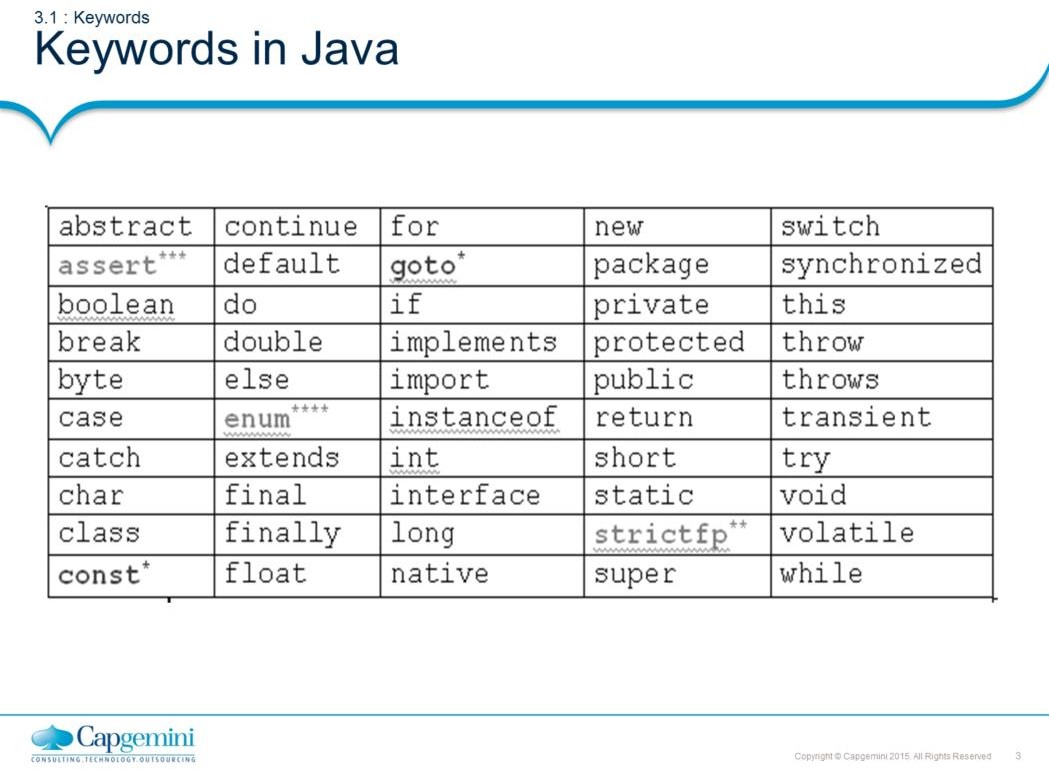 3.1 : Keywords
Keywords in Java
abstract continue for new switch
assert*** default goto* package synchronized
boolean do if private this
break double implements protected throw
byte else import public throws
case enum**** instanceof return transient
catch extends int short try
char final interface static void
class finally long strictfp** volatile
const* float native super while
Capgemini
CONSULTING.TECHNOLOGY.OUTSOURCING
Copyright © Capgemini 2015. All Rights Reserved 3